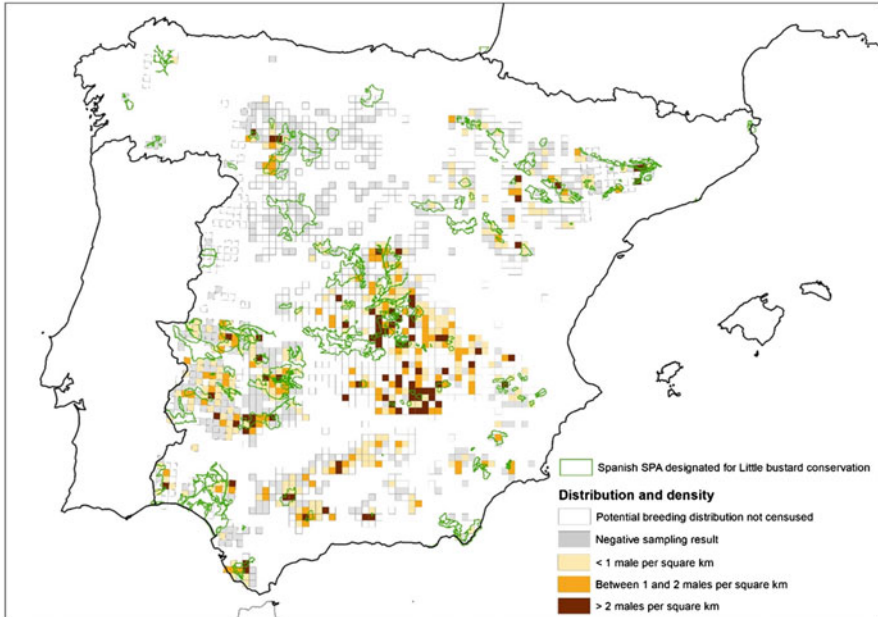 Spanish SPA designated for Little bustard conservation
Distribution and density
Potential breeding distribution not censused
Negative sampling result
< 1 male per square km
Between 1 and 2 males per square km
> 2 males per square km